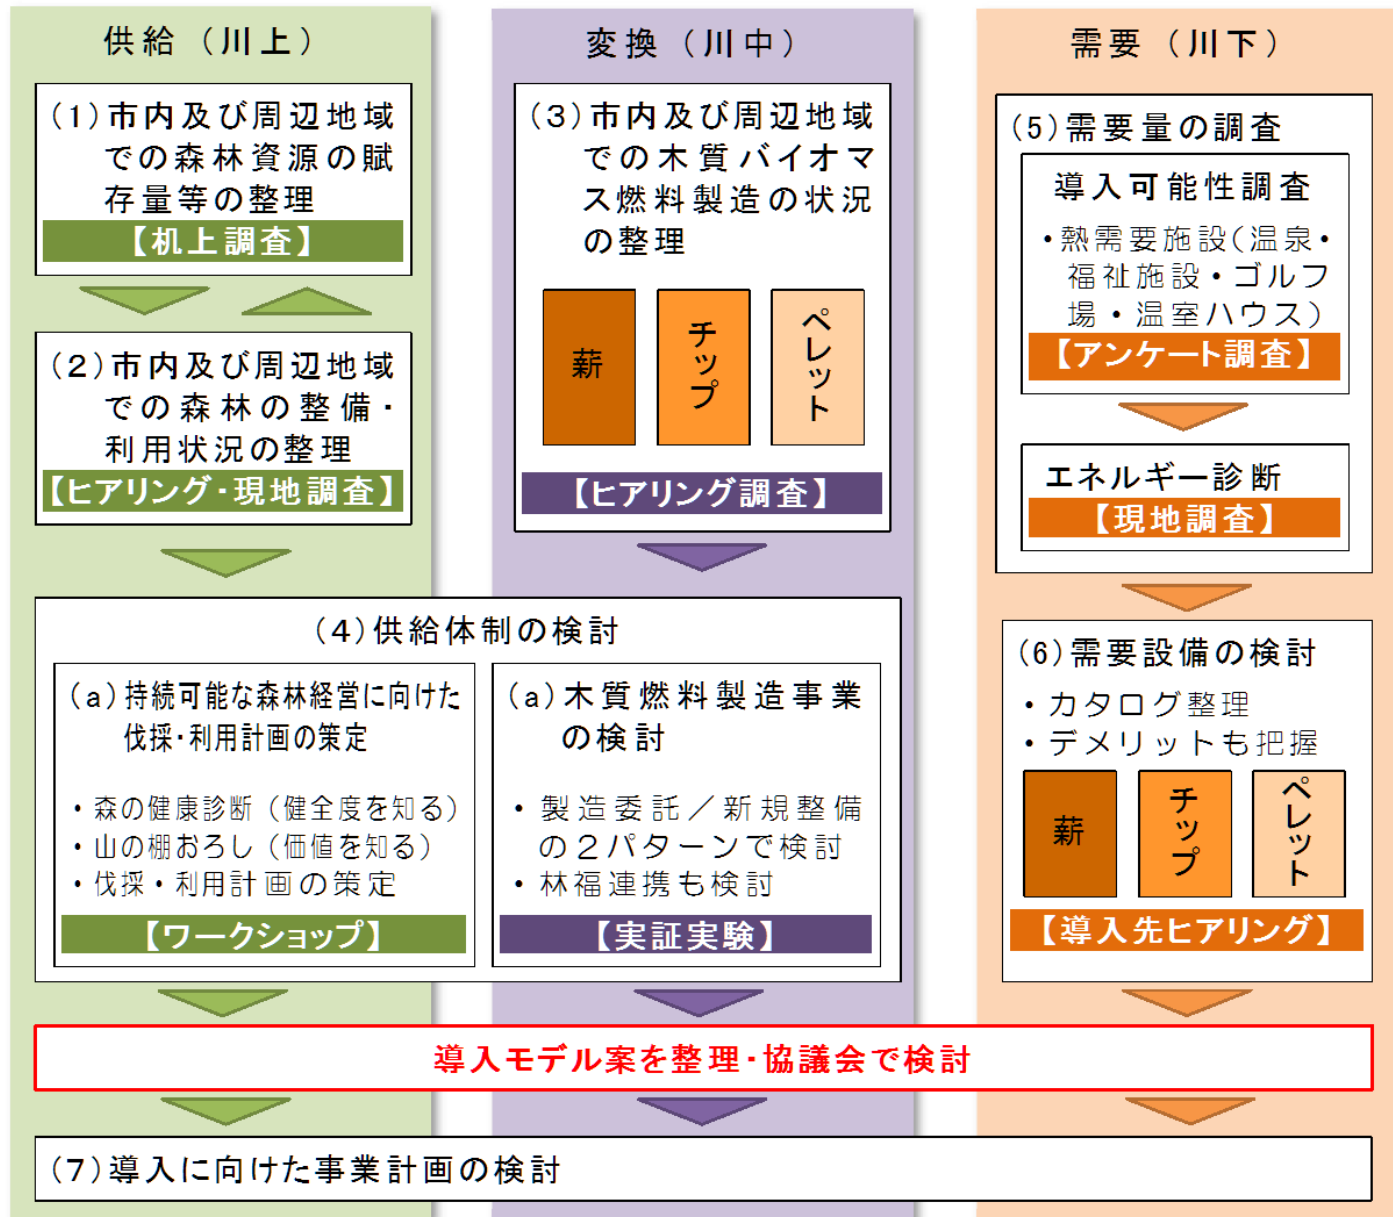 供給（川上）
(1)市内及び周辺地域
での森林資源の賦
存量等の整理
【机上調査】
(2)市内及び周辺地域
での森林の整備・
利用状況の整理
【ヒアリング・現地調査】
変換（川中）
(3)市内及び周辺地域
での木質バイオマ
ス燃料製造の状況
の整理
薪
チップ
ペレット
【ヒアリング調査】
(4)供給体制の検討
(a)持続可能な森林経営に向けた
伐採・利用計画の策定
・森の健康診断（健全度を知る）
・山の棚おろし（価値を知る）
・伐採・利用計画の策定
【ワークショップ】
(a)木質燃料製造事業
の検討
・製造委託／新規整備
の２パターンで検討
・林福連携も検討
【実証実験】
需要（川下）
(5)需要量の調査
導入可能性調査
・熱需要施設(温泉・
福祉施設・ゴルフ
場・温室ハウス)
【アンケート調査】
エネルギー診断
【現地調査】
(6)需要設備の検討
・カタログ整理
・デメリットも把握
薪
チップ
ペレット
【導入先ヒアリング】
導入モデル案を整理・協議会で検討
(7)導入に向けた事業計画の検討